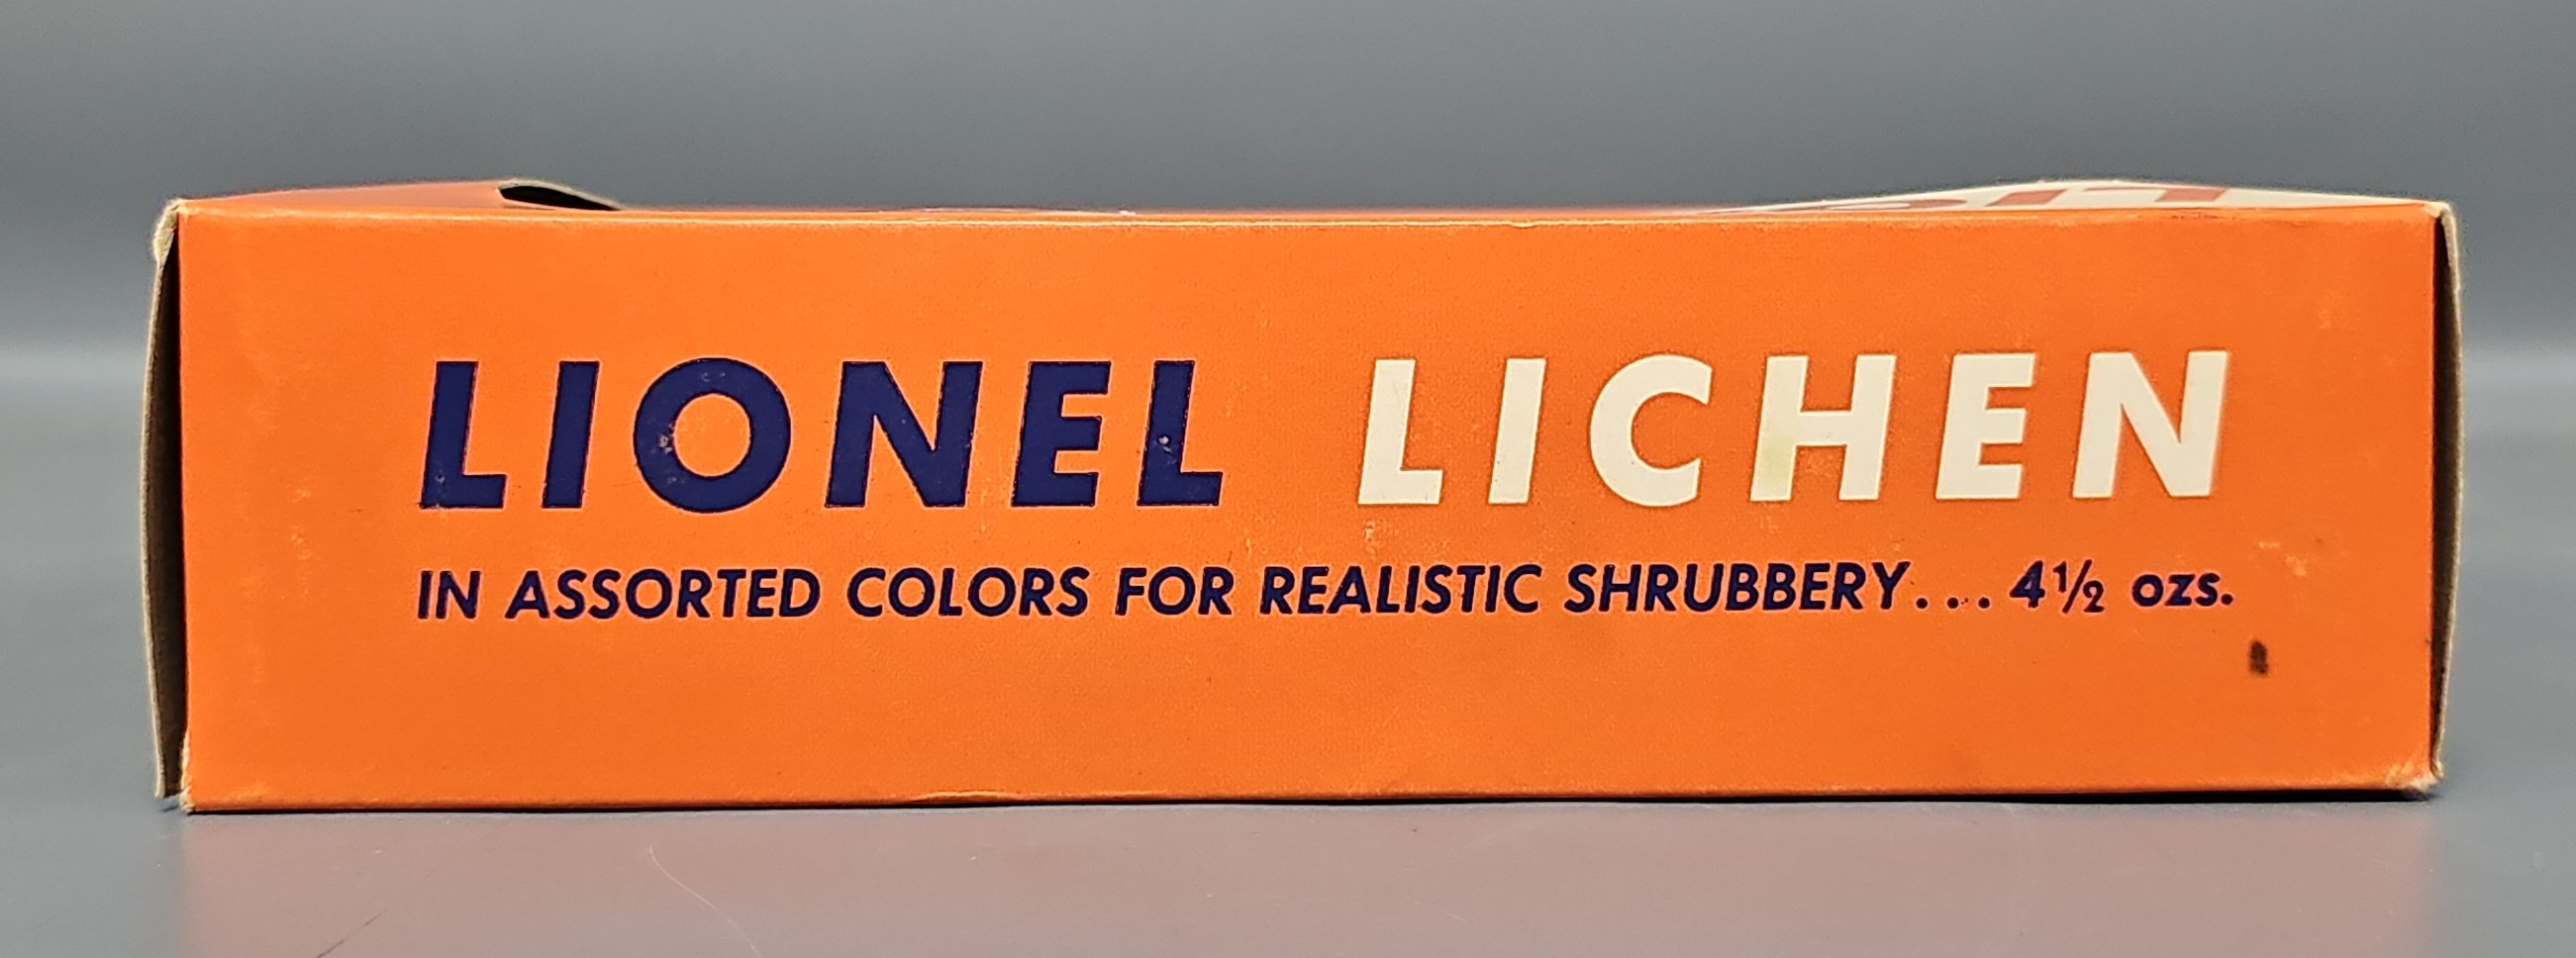 LIONEL LICHEN
IN ASSORTED COLORS FOR REALISTIC SHRUBBERY... 4½ ozs.